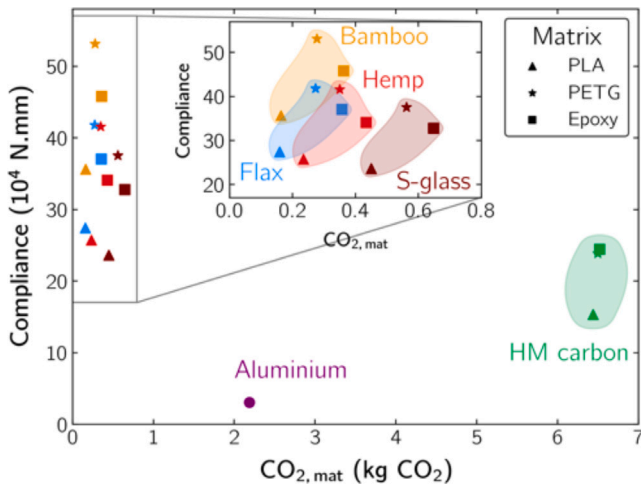 Compliance (10⁴ N.mm)
50
40
30
20
10
0
0
1
2
3
4
5
6
7
CO₂, mat (kg CO₂)
Compliance
50
40
30
20
0.0
0.2
0.4
0.6
0.8
CO₂, mat
Bamboo
Hemp
Flax
S-glass
Matrix
PLA
PETG
Epoxy
Aluminium
HM carbon